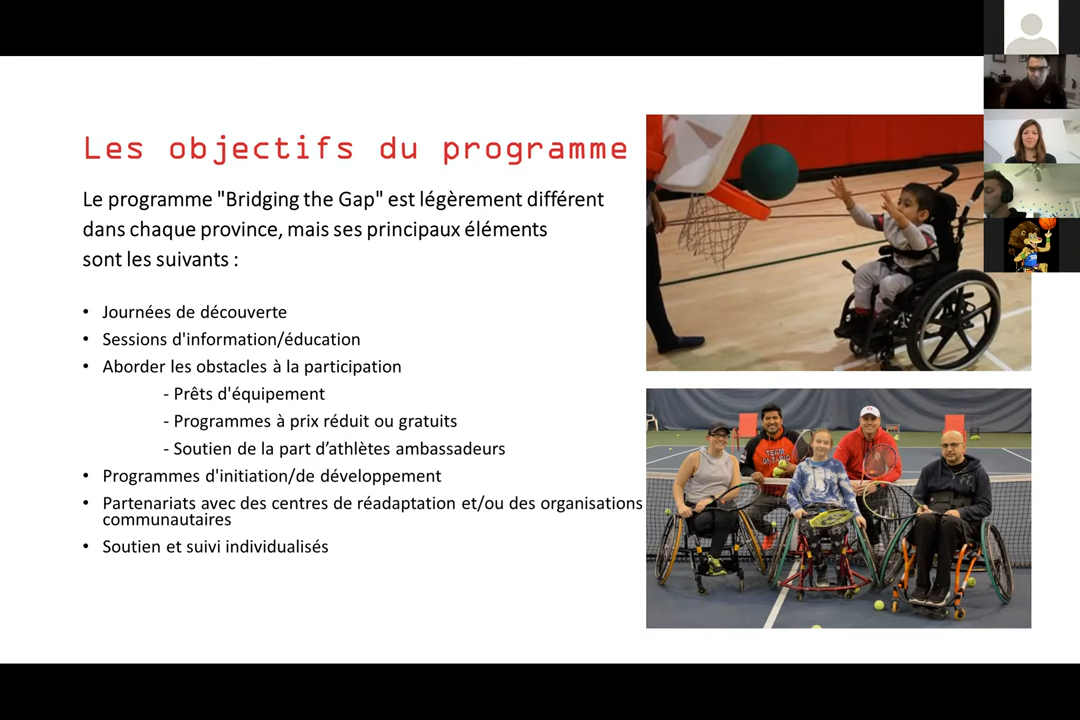 Les objectifs du programme
Le programme "Bridging the Gap" est légèrement différent
dans chaque province, mais ses principaux éléments
sont les suivants :
• Journées de découverte
• Sessions d'information/éducation
• Aborder les obstacles à la participation
- Prêts d'équipement
- Programmes à prix réduit ou gratuits
- Soutien de la part d’athlètes ambassadeurs
• Programmes d'initiation/de développement
• Partenariats avec des centres de réadaptation et/ou des organisations
communautaires
• Soutien et suivi individualisés
TEAM
ONTARIO